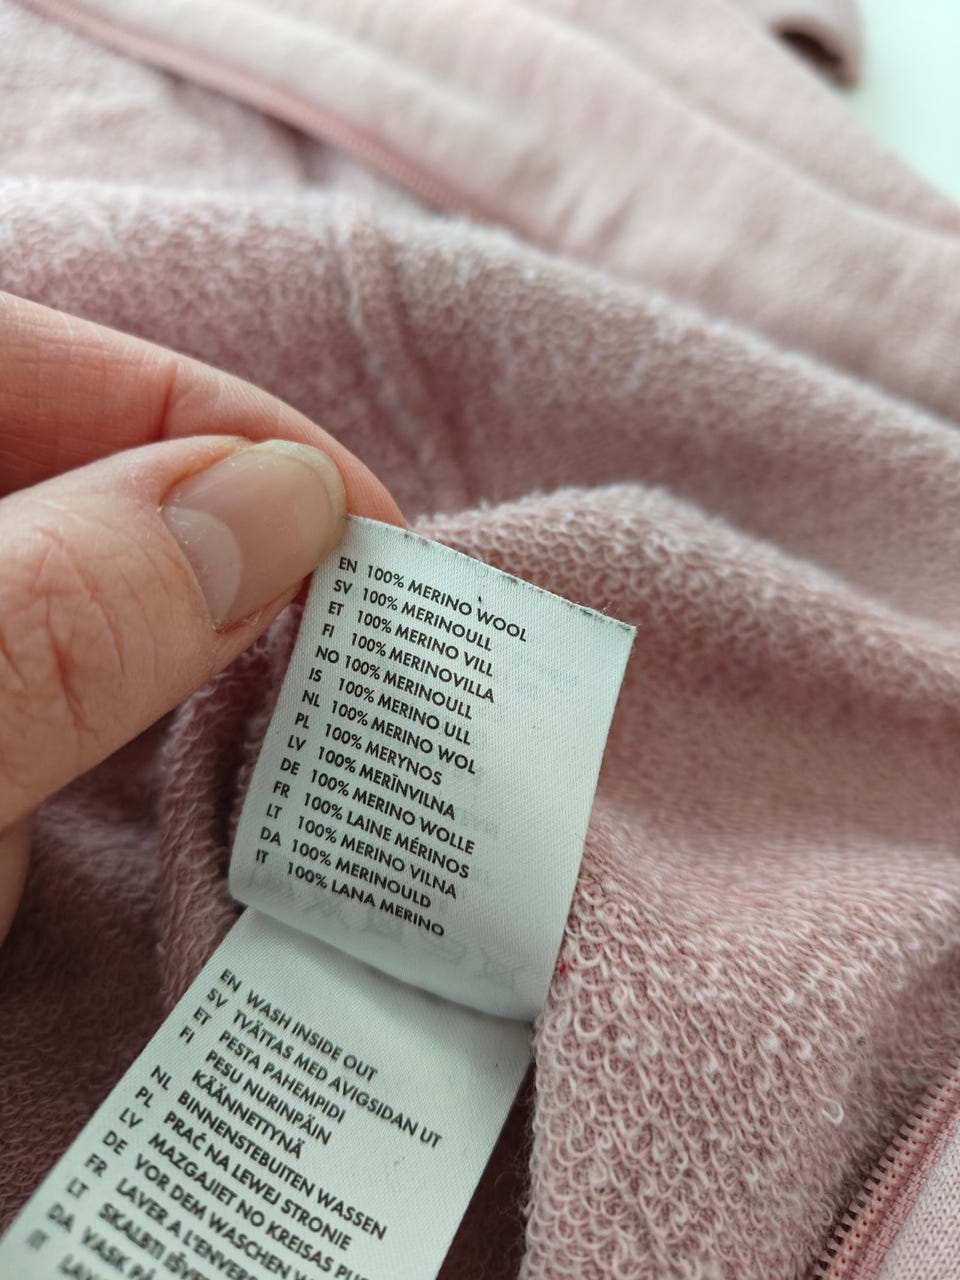 EN 100% MERINO WOOL
SV 100% MERINOULL
ET 100% MERINO VILL
FI 100% MERINOVILLA
NO 100% MERINOULL
IS 100% MERINO ULL
NL 100% MERINO WOL
PL 100% MERYNOS
LV 100% MERĪNVILNA
DE 100% MERINO WOLLE
FR 100% LAINE MÉRINOS
LT 100% MERINO VILNA
DA 100% MERINOULD
IT 100% LANA MERINO
EN WASH INSIDE OUT
SV TVÄTTAS MED AVIGSIDAN UT
ET PESTA PAHEMPIDI
FI PESU NURINPÄIN
KÄÄNNETTYNÄ
NL BINNENSTEBUITEN WASSEN
PL PRAĆ NA LEWEJ STRONIE
LV MAZGAJIET NO KREISAS
DE VOR DEM WASCHEN
FR LAVER A L'ENVERS
LT SKALBTI
DA VASK
IT